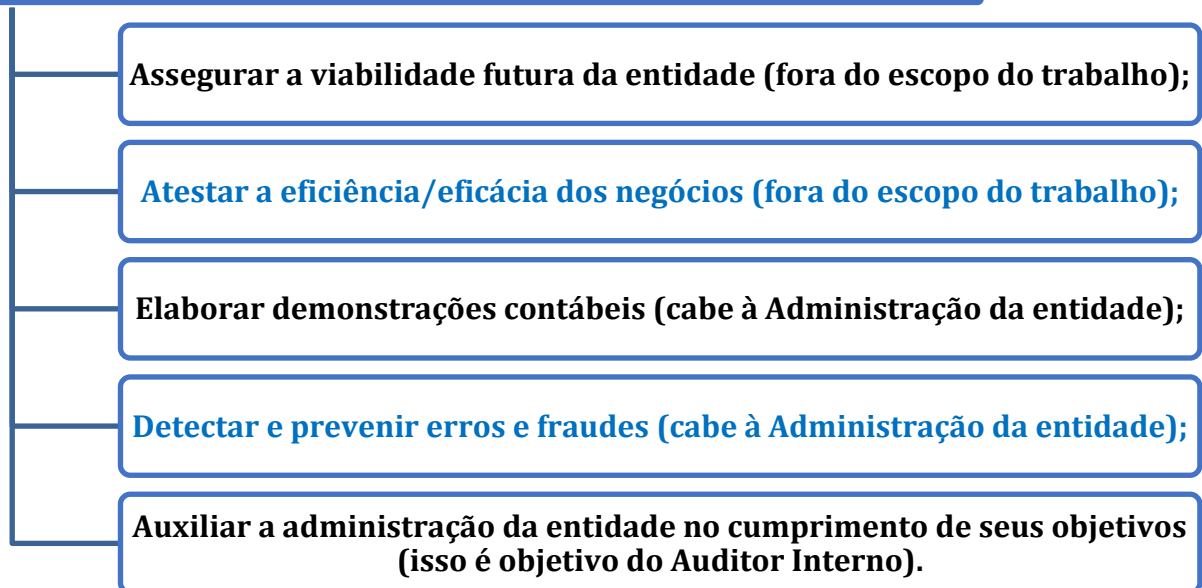 Assegurar a viabilidade futura da entidade (fora do escopo do trabalho);
Atestar a eficiência/eficácia dos negócios (fora do escopo do trabalho);
Elaborar demonstrações contábeis (cabe à Administração da entidade);
Detectar e prevenir erros e fraudes (cabe à Administração da entidade);
Auxiliar a administração da entidade no cumprimento de seus objetivos
(isso é objetivo do Auditor Interno).